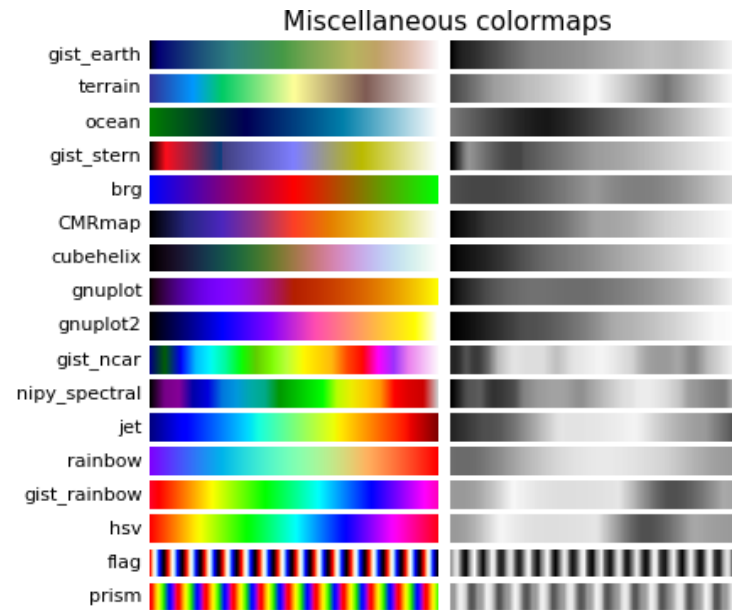 Miscellaneous colormaps
gist_earth
terrain
ocean
gist_stern
brg
CMRmap
cubehelix
gnuplot
gnuplot2
gist_ncar
nipy_spectral
jet
rainbow
gist_rainbow
hsv
flag
prism